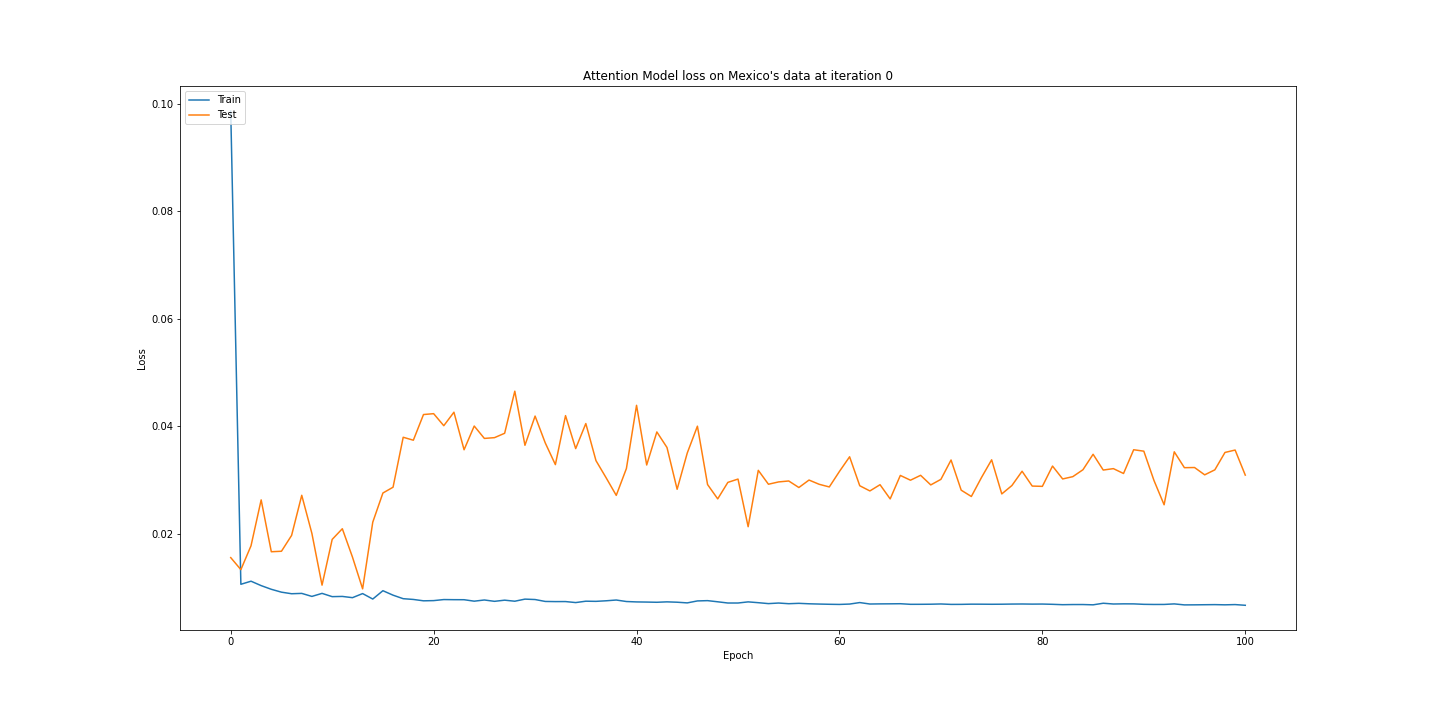 Attention Model loss on Mexico's data at iteration 0
Train
Test
0.10
0.08
0.06
0.04
0.02
Loss
0 20 40 60 80 100
Epoch